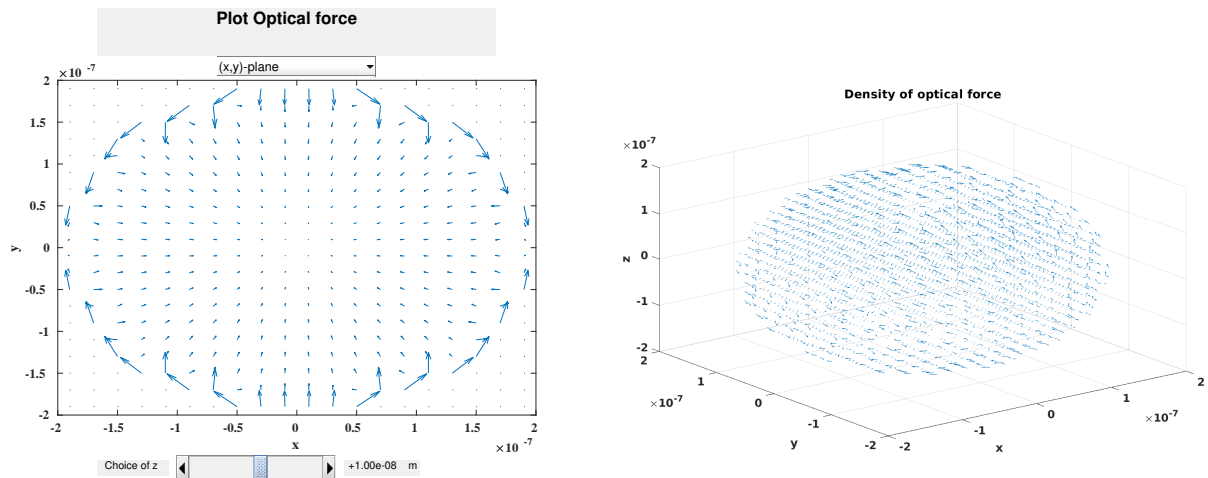 Plot Optical force
(x,y)-plane
×10 -7
2
1.5
1
0.5
0
-0.5
-1
-1.5
-2
y
-2 -1.5 -1 -0.5 0 0.5 1 1.5 2
x
×10 -7
Choice of z +1.00e-08 m
Density of optical force
×10-7
2
1
0
-1
-2
z
2
1
0
-1
-2
×10-7
y
-2
-1
0
1
2
×10-7
x